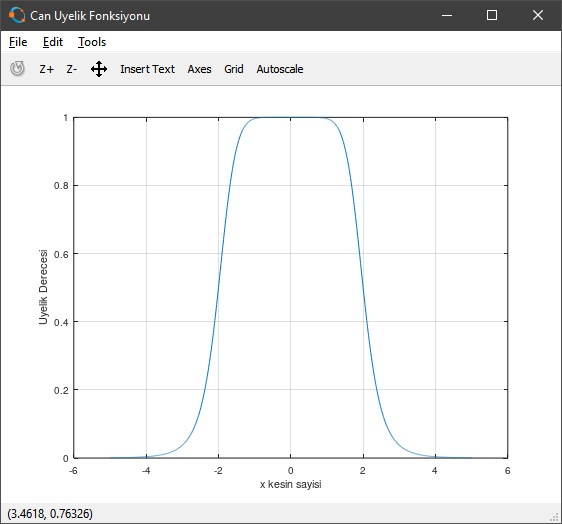 Can Uyelik Fonksiyonu
File Edit Tools
Z+ Z- Insert Text Axes Grid Autoscale
1
0.8
0.6
0.4
0.2
0
Uyelik Derecesi
-6 -4 -2 0 2 4 6
x kesin sayisi
(3.4618, 0.76326)